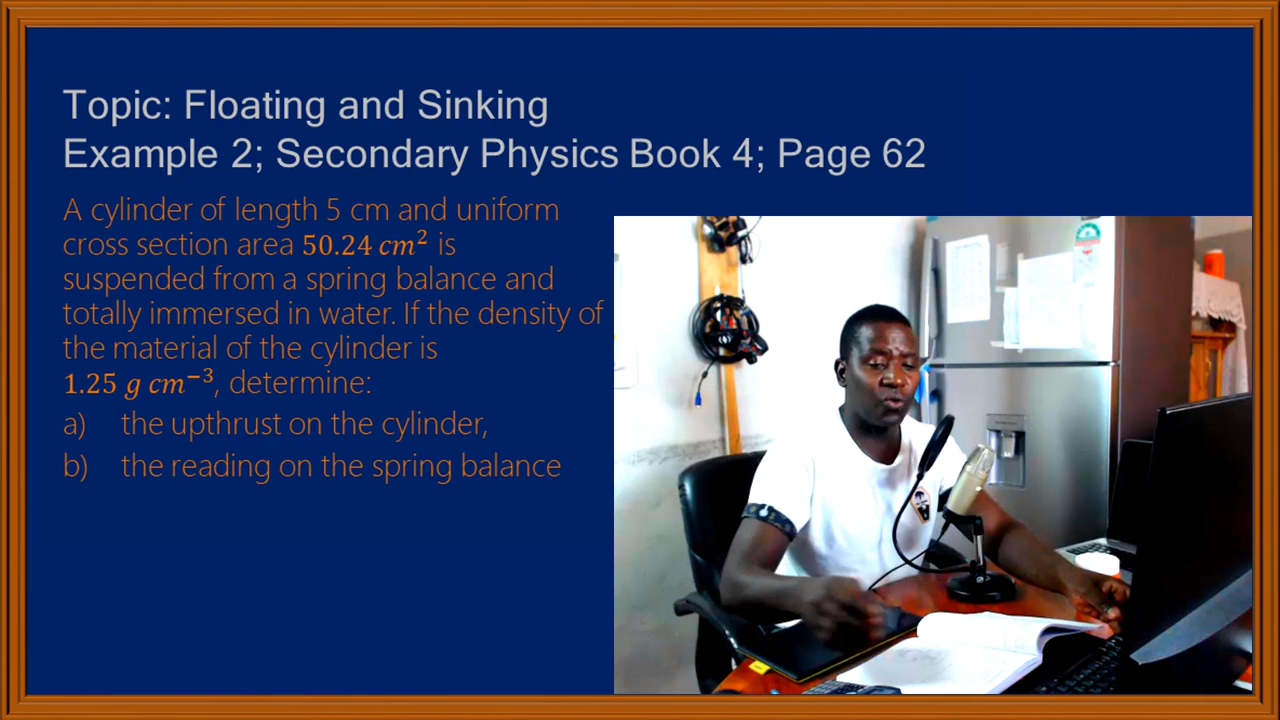 Topic: Floating and Sinking
Example 2; Secondary Physics Book 4; Page 62
A cylinder of length 5 cm and uniform
cross section area 50.24 cm² is
suspended from a spring balance and
totally immersed in water. If the density of
the material of the cylinder is
1.25 g cm⁻³, determine:
a) the upthrust on the cylinder,
b) the reading on the spring balance